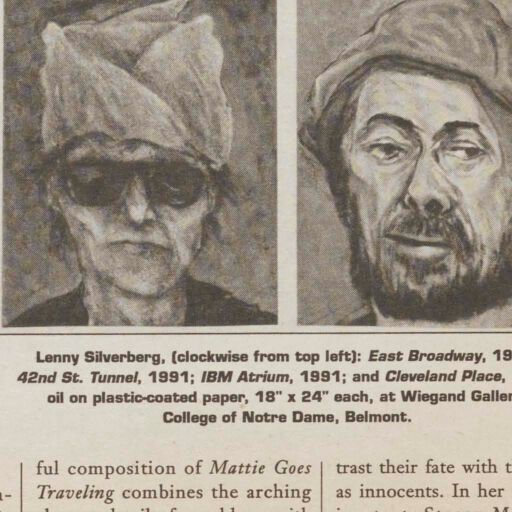 Lenny Silverberg, (clockwise from top left): East Broadway, 19
42nd St. Tunnel, 1991; IBM Atrium, 1991; and Cleveland Place,
oil on plastic-coated paper, 18" x 24" each, at Wiegand Galler
College of Notre Dame, Belmont.
ful composition of Mattie Goes
Traveling combines the arching
trast their fate with t
as innocents. In her